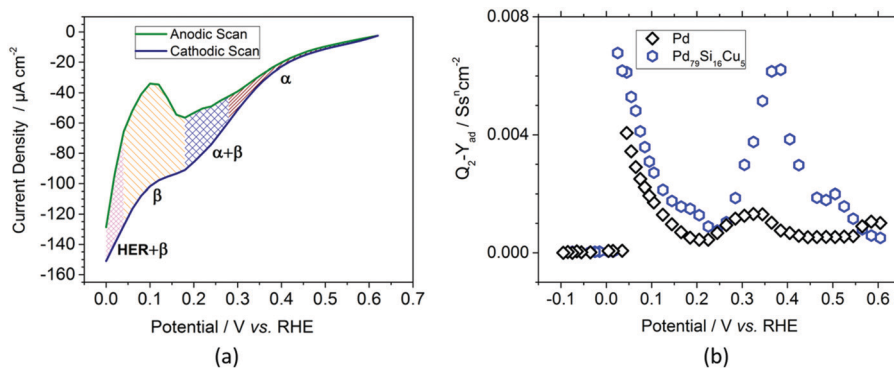 Anodic Scan
Cathodic Scan
Current Density / µA cm⁻²
0
-20
-40
-60
-80
-100
-120
-140
-160
α
α+β
β
HER+β
0.0 0.1 0.2 0.3 0.4 0.5 0.6 0.7
Potential / V vs. RHE
(a)
Pd
Pd₇₉Si₁₆Cu₅
Q₂-Yad / Ssⁿcm⁻²
0.008
0.004
0.000
-0.1 0.0 0.1 0.2 0.3 0.4 0.5 0.6
Potential / V vs. RHE
(b)